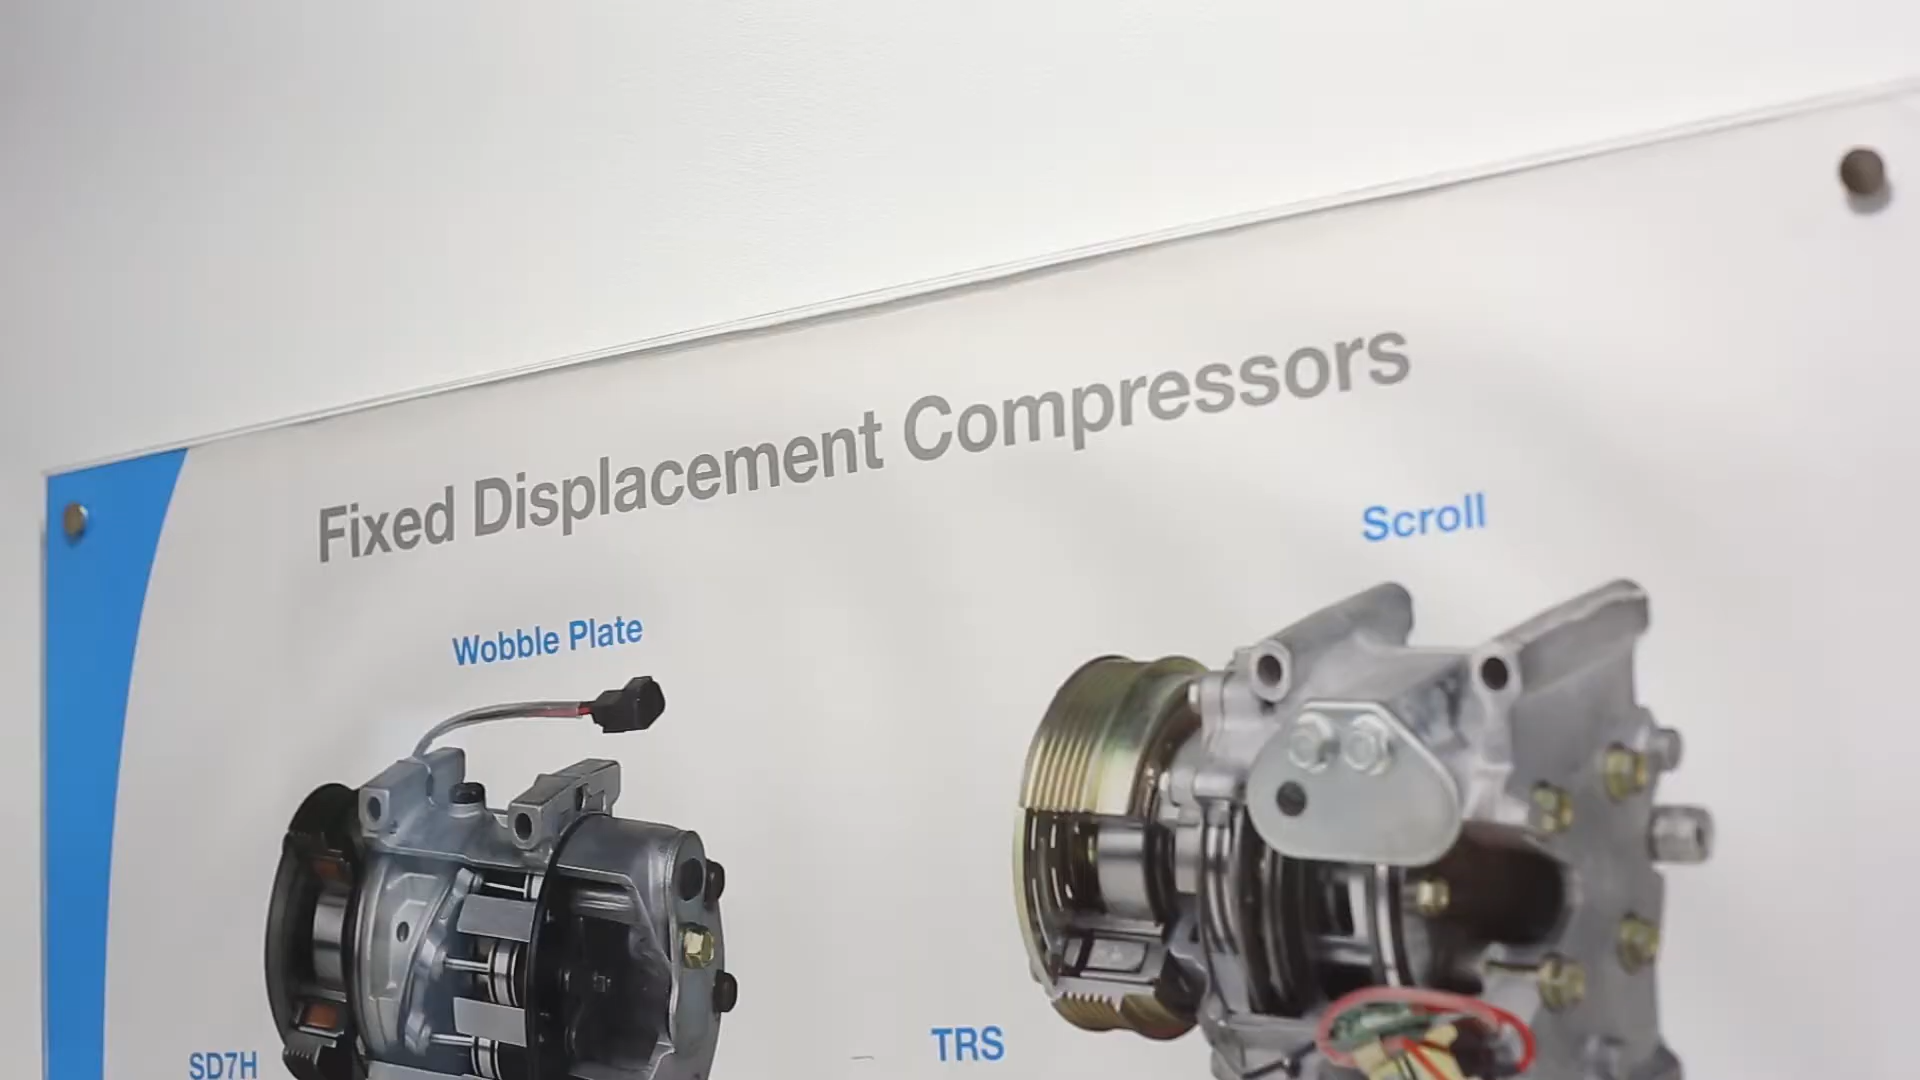 Fixed Displacement Compressors
Scroll
Wobble Plate
SD7H
TRS